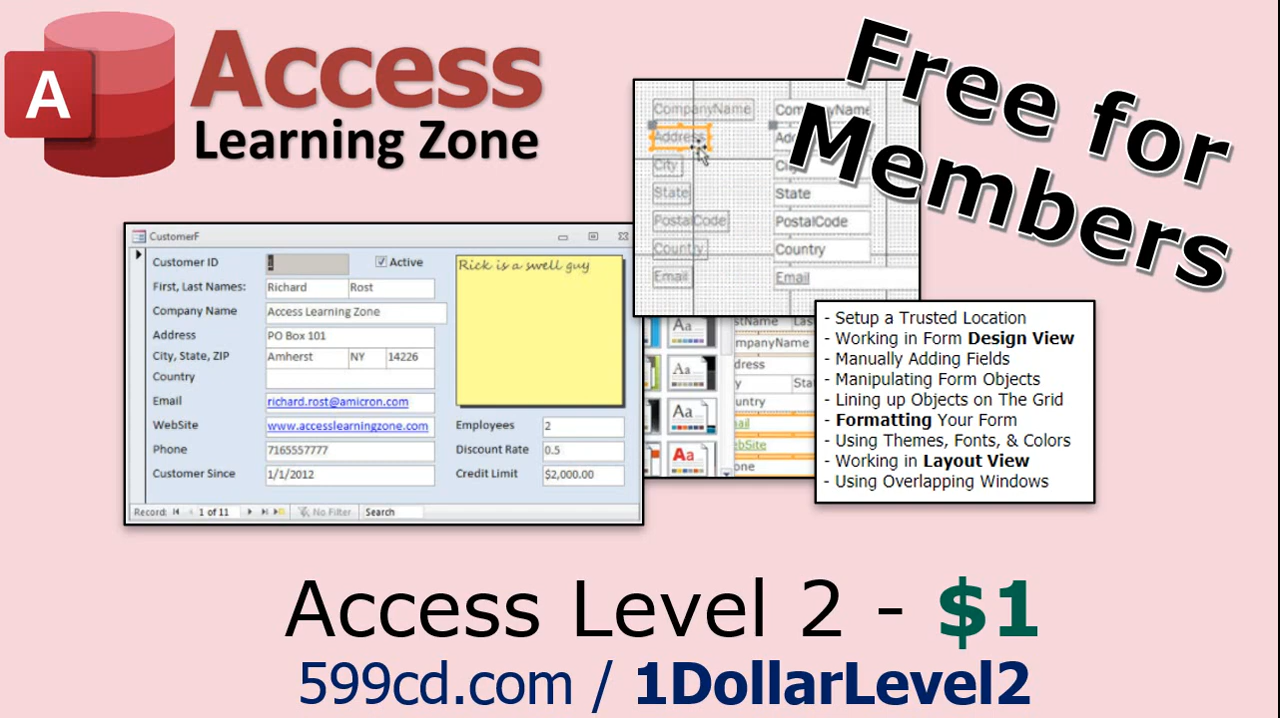 A
Access
Learning Zone
Free for
Members
CompanyName CompanyName
Address
City
State State
PostalCode PostalCode
Country Country
Email Email
CustomerF
Customer ID Active
First, Last Names: Richard Rost
Company Name Access Learning Zone
Address PO Box 101
City, State, ZIP Amherst NY 14226
Country
Email richard.rost@amicron.com
WebSite www.accesslearningzone.com
Phone 7165557777
Customer Since 1/1/2012
Rick is a swell guy
Employees 2
Discount Rate 0.5
Credit Limit $2,000.00
Record: 1 of 11 No Filter Search
Aa
Aa
Aa
Aa
- Setup a Trusted Location
- Working in Form Design View
- Manually Adding Fields
- Manipulating Form Objects
- Lining up Objects on The Grid
- Formatting Your Form
- Using Themes, Fonts, & Colors
- Working in Layout View
- Using Overlapping Windows
Access Level 2 - $1
599cd.com / 1DollarLevel2